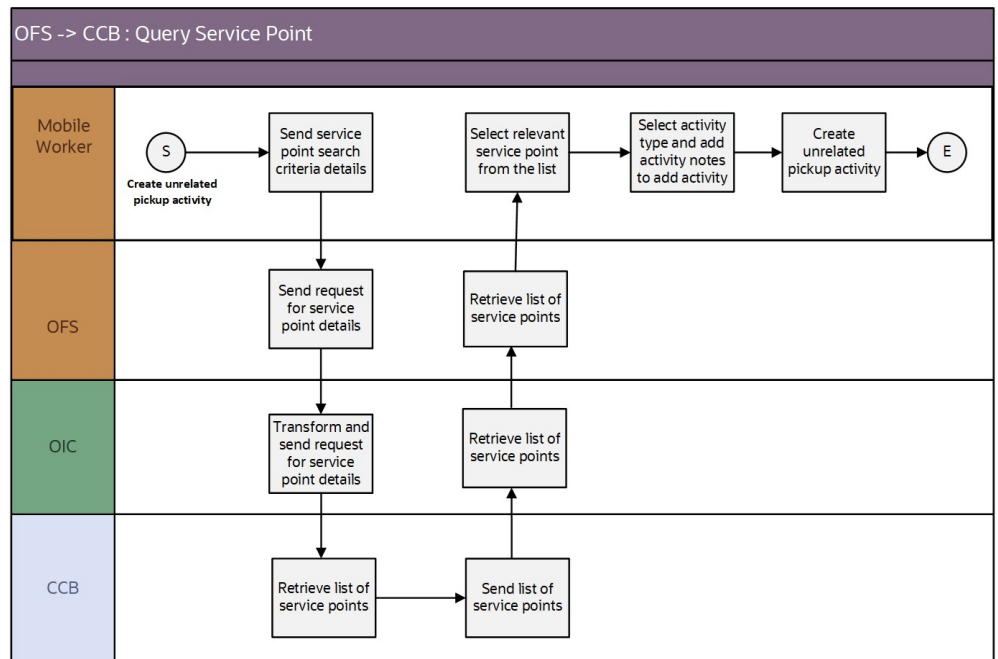 OFS -> CCB : Query Service Point
Mobile
Worker
S
Create unrelated
pickup activity
Send service
point search
criteria details
Select relevant
service point
from the list
Select activity
type and add
activity notes
to add activity
Create
unrelated
pickup activity
E
OFS
Send request
for service
point details
Retrieve list of
service points
OIC
Transform and
send request
for service
point details
Retrieve list of
service points
CCB
Retrieve list of
service points
Send list of
service points